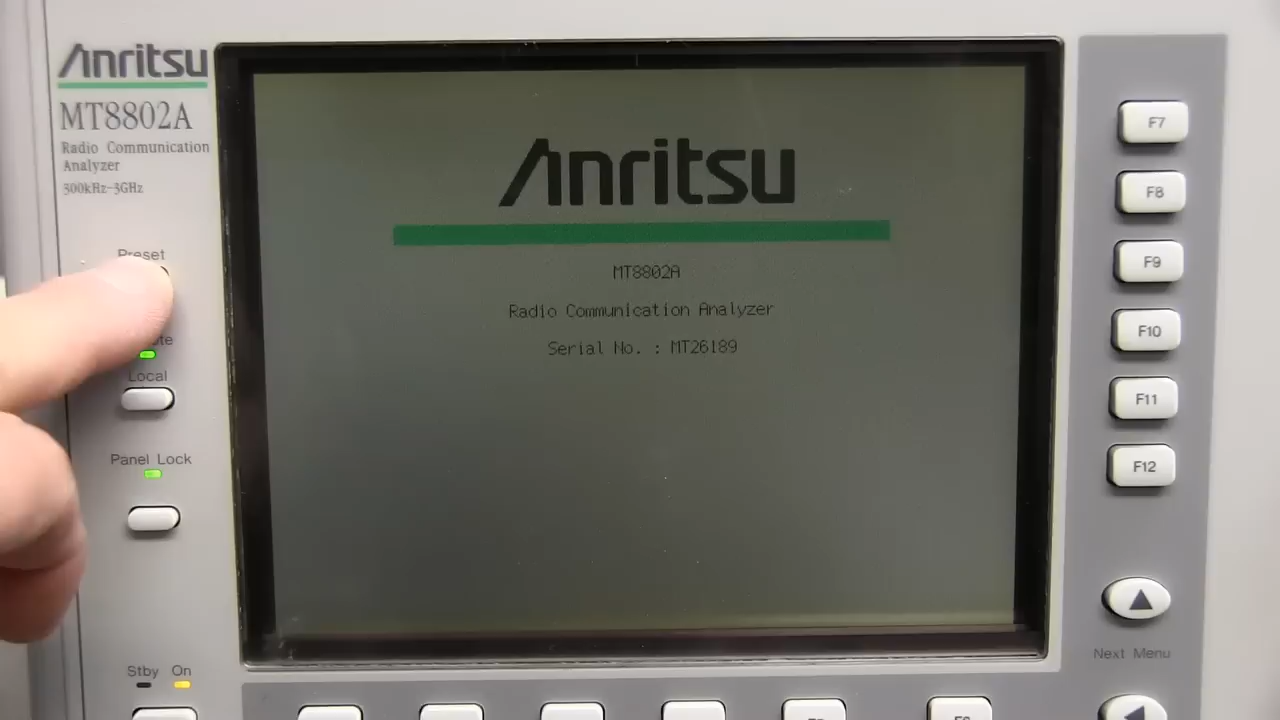 Anritsu
MT8802A
Radio Communication
Analyzer
300kHz-3GHz
Preset
Local
Panel Lock
Stby On
Anritsu
MT8802A
Radio Communication Analyzer
Serial No. : MT26189
F7
F8
F9
F10
F11
F12
Next Menu